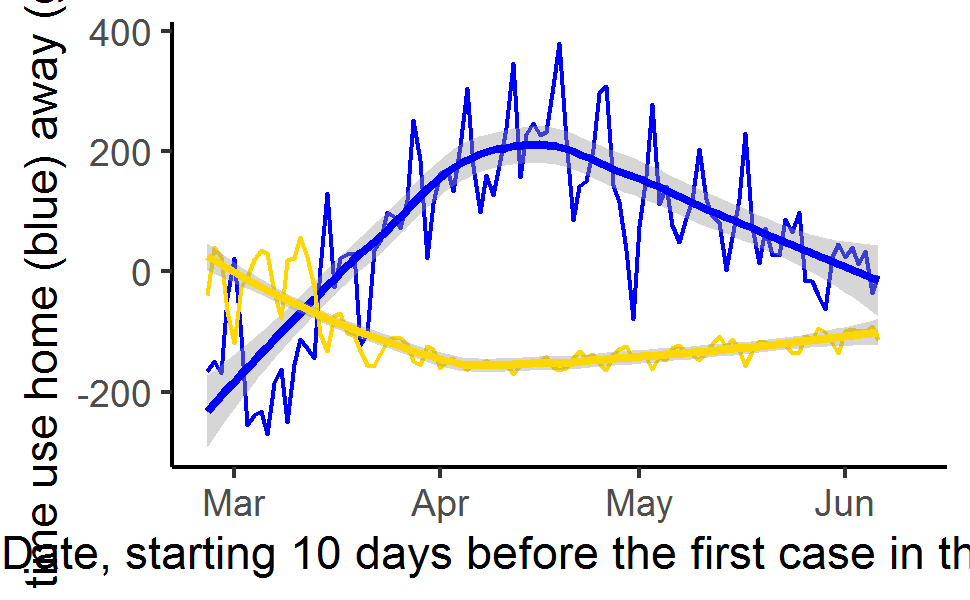 time use home (blue) away (
400
200
0
-200
Mar Apr May Jun
Date, starting 10 days before the first case in th